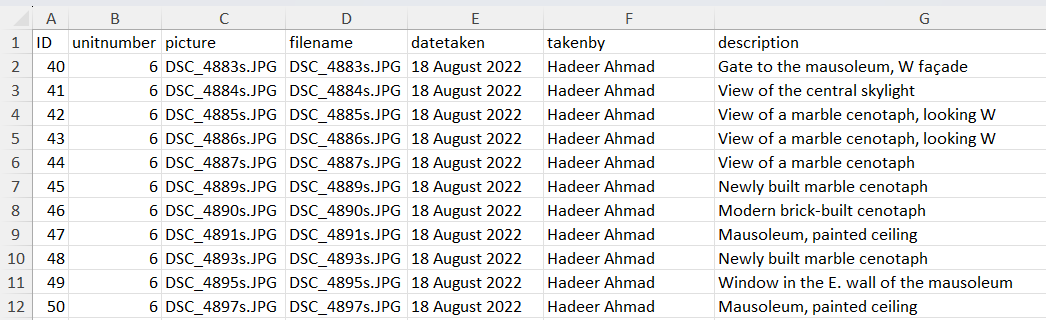 A B C D E F G
1 ID unitnumber picture filename datetaken takenby description
2 40 6 DSC_4883s.JPG DSC_4883s.JPG 18 August 2022 Hadeer Ahmad Gate to the mausoleum, W façade
3 41 6 DSC_4884s.JPG DSC_4884s.JPG 18 August 2022 Hadeer Ahmad View of the central skylight
4 42 6 DSC_4885s.JPG DSC_4885s.JPG 18 August 2022 Hadeer Ahmad View of a marble cenotaph, looking W
5 43 6 DSC_4886s.JPG DSC_4886s.JPG 18 August 2022 Hadeer Ahmad View of a marble cenotaph, looking W
6 44 6 DSC_4887s.JPG DSC_4887s.JPG 18 August 2022 Hadeer Ahmad View of a marble cenotaph
7 45 6 DSC_4889s.JPG DSC_4889s.JPG 18 August 2022 Hadeer Ahmad Newly built marble cenotaph
8 46 6 DSC_4890s.JPG DSC_4890s.JPG 18 August 2022 Hadeer Ahmad Modern brick-built cenotaph
9 47 6 DSC_4891s.JPG DSC_4891s.JPG 18 August 2022 Hadeer Ahmad Mausoleum, painted ceiling
10 48 6 DSC_4893s.JPG DSC_4893s.JPG 18 August 2022 Hadeer Ahmad Newly built marble cenotaph
11 49 6 DSC_4895s.JPG DSC_4895s.JPG 18 August 2022 Hadeer Ahmad Window in the E. wall of the mausoleum
12 50 6 DSC_4897s.JPG DSC_4897s.JPG 18 August 2022 Hadeer Ahmad Mausoleum, painted ceiling